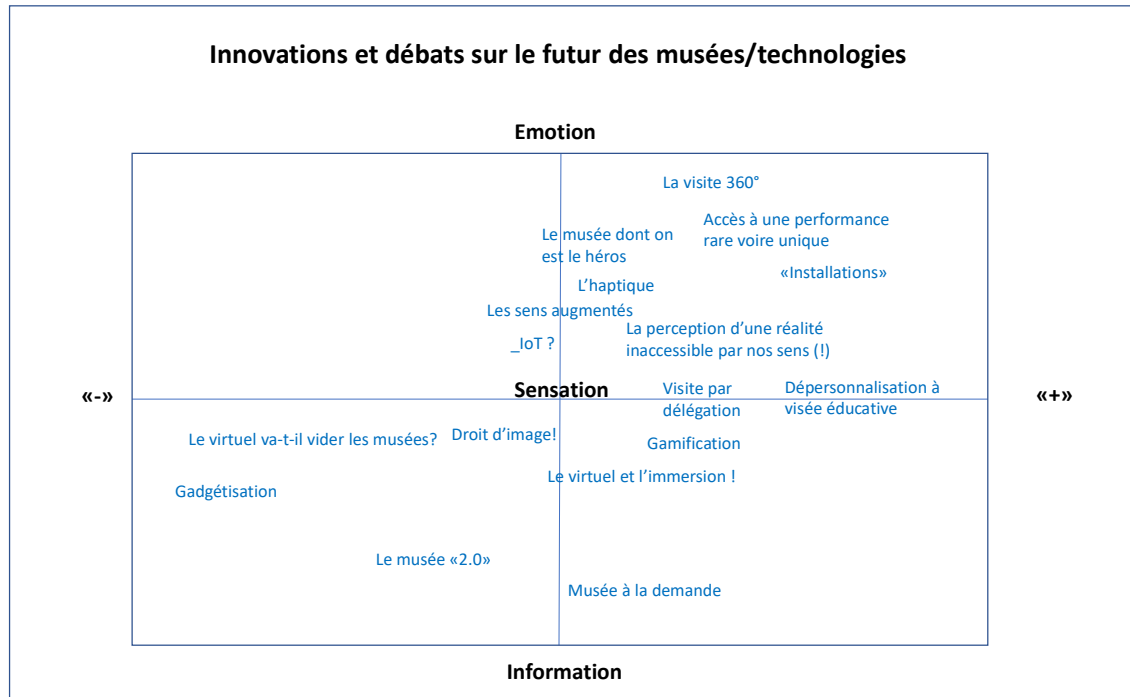 Innovations et débats sur le futur des musées/technologies
Emotion
La visite 360°
Accès à une performance
rare voire unique
Le musée dont on
est le héros
«Installations»
L’haptique
Les sens augmentés
_IoT ?
La perception d’une réalité
inaccessible par nos sens (!)
«-»
Sensation
Visite par
délégation
Dépersonnalisation à
visée éducative
«+»
Le virtuel va-t-il vider les musées?
Droit d’image!
Gamification
Le virtuel et l’immersion !
Gadgétisation
Le musée «2.0»
Musée à la demande
Information